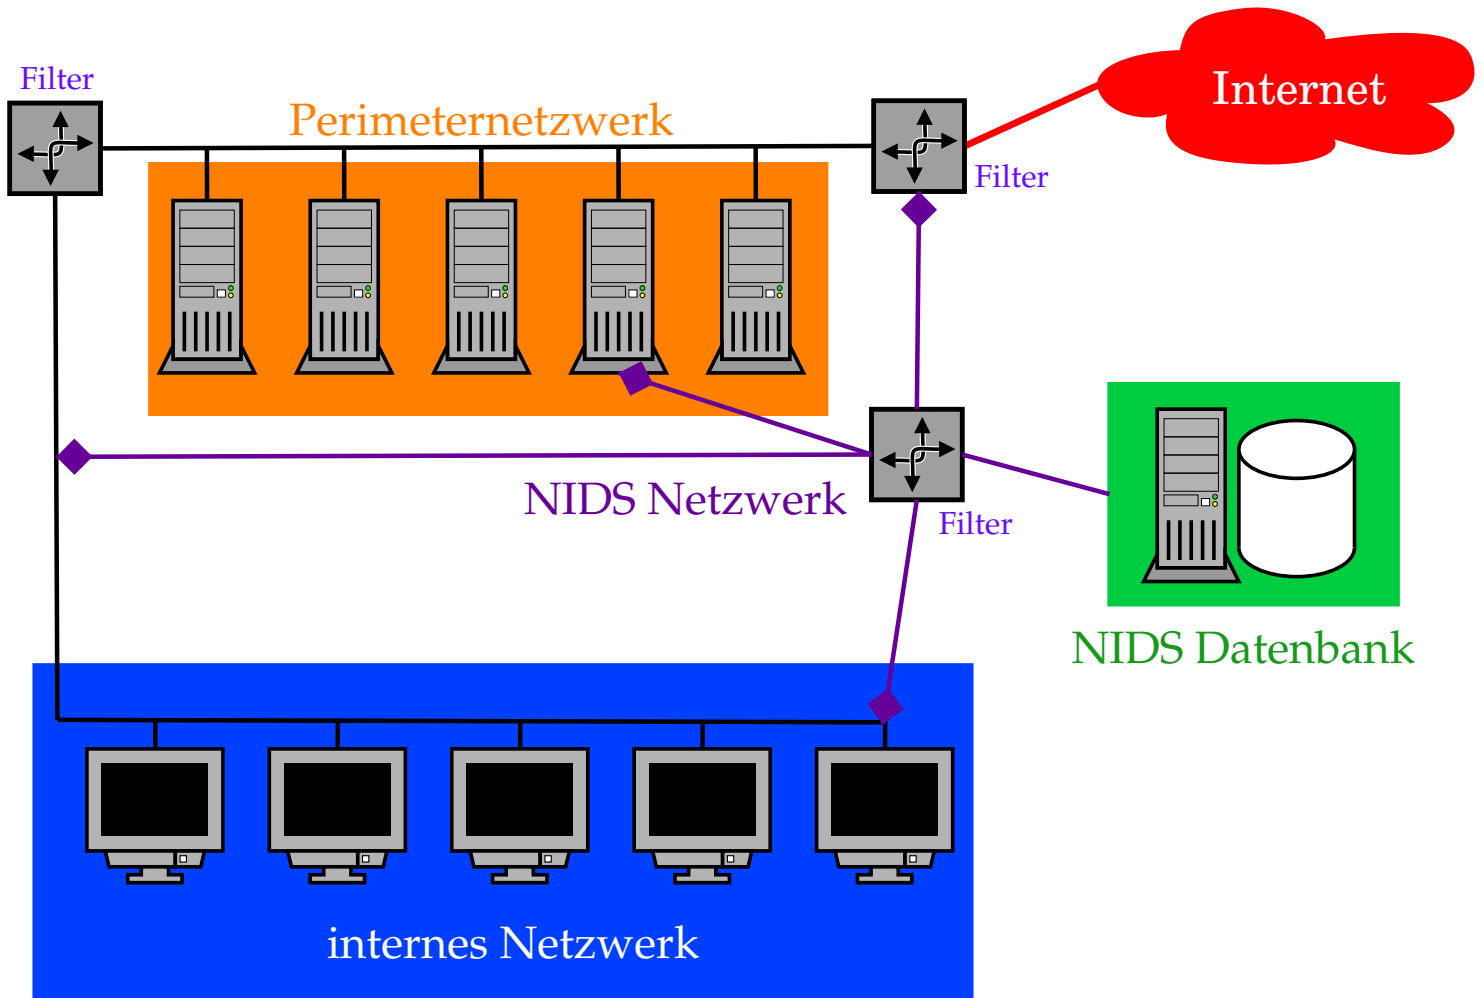 Filter
Perimeternetzwerk
Internet
Filter
NIDS Netzwerk
Filter
NIDS Datenbank
internes Netzwerk